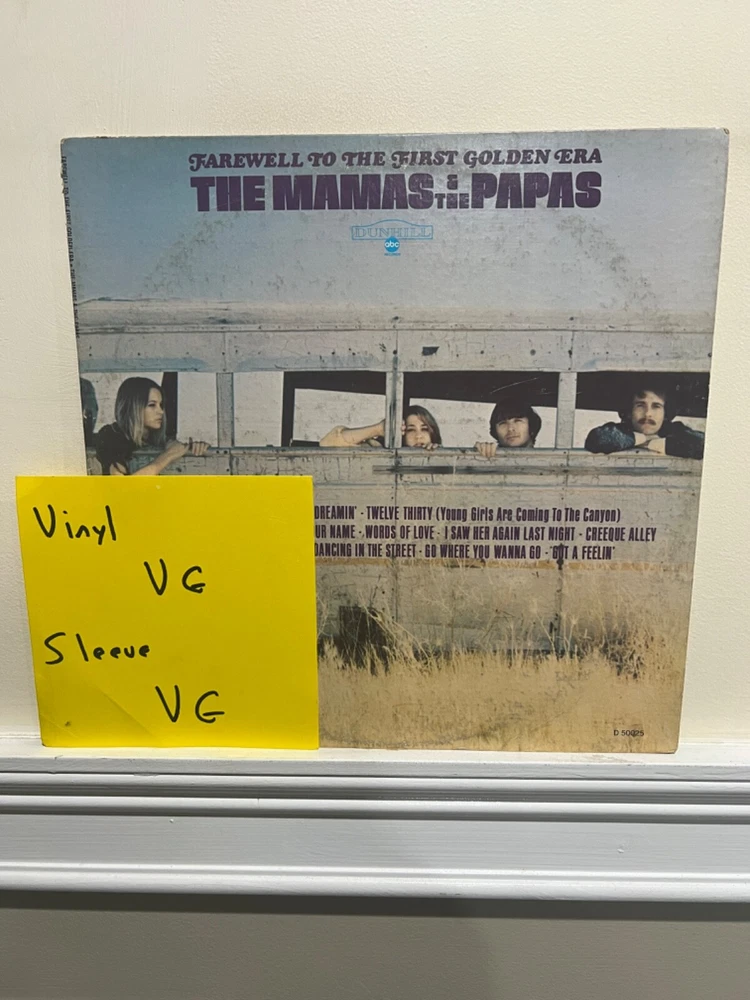 FAREWELL TO THE FIRST GOLDEN ERA
THE MAMAS & THE PAPAS
DUNHILL
abc
DREAMIN' · TWELVE THIRTY (Young Girls Are Coming To The Canyon)
UR NAME · WORDS OF LOVE · I SAW HER AGAIN LAST NIGHT · CREEQUE ALLEY
DANCING IN THE STREET · GO WHERE YOU WANNA GO · "GOT A FEELIN'
Vinyl
VG
Sleeve
VG
D 50025